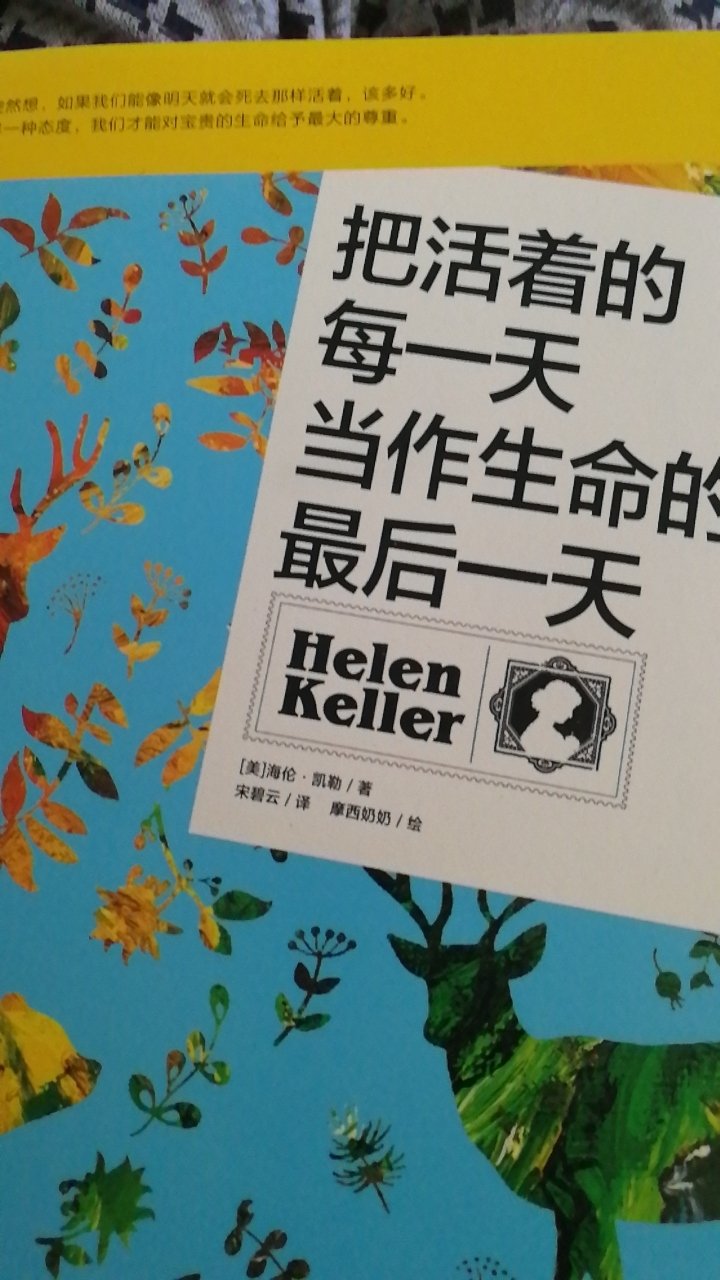 然想，如果我们能像明天就会死去那样活着，该多好。
一种态度，我们才能对宝贵的生命给予最大的尊重。
把活着的
每一天
当作生命的
最后一天
Helen
Keller
[美]海伦·凯勒/著
宋碧云/译 摩西奶奶/绘